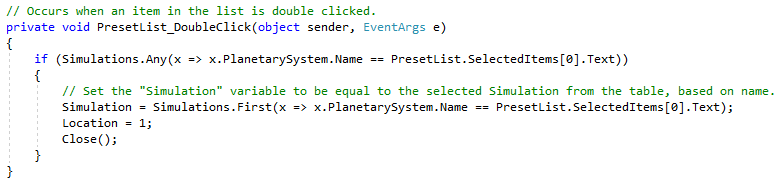 // Occurs when an item in the list is double clicked.
private void PresetList_DoubleClick(object sender, EventArgs e)
{
    if (Simulations.Any(x => x.PlanetarySystem.Name == PresetList.SelectedItems[0].Text))
    {
        // Set the "Simulation" variable to be equal to the selected Simulation from the table, based on name.
        Simulation = Simulations.First(x => x.PlanetarySystem.Name == PresetList.SelectedItems[0].Text);
        Location = 1;
        Close();
    }
}